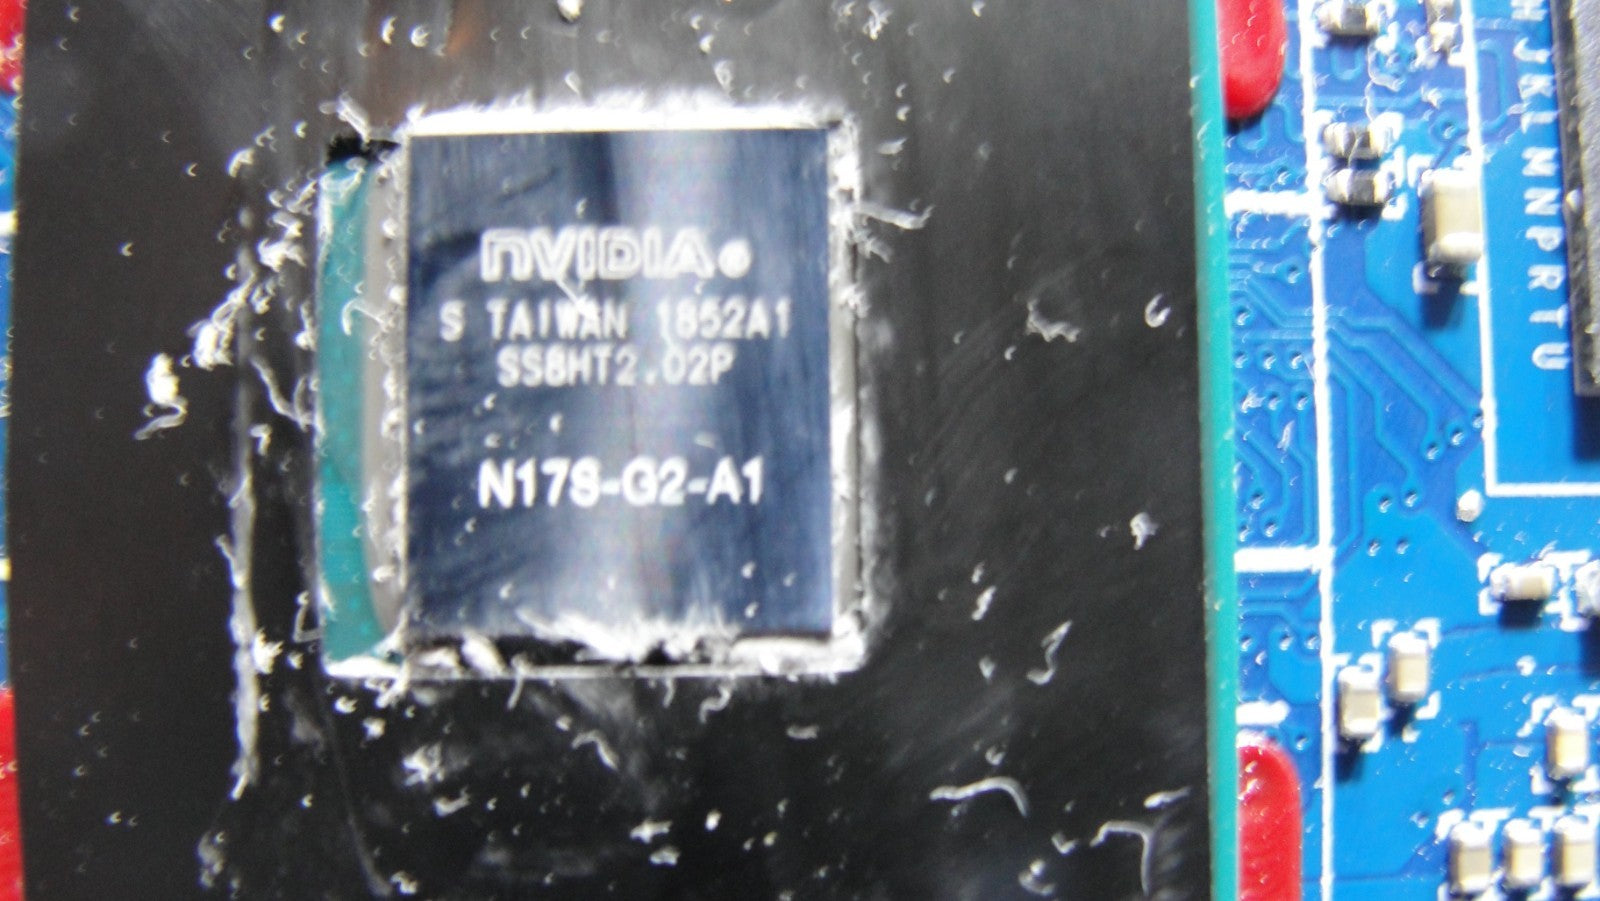 nVIDIA®
S TAIWAN 1852A1
SS8HT2.02P
N17S-G2-A1
H J K L M N P R T U